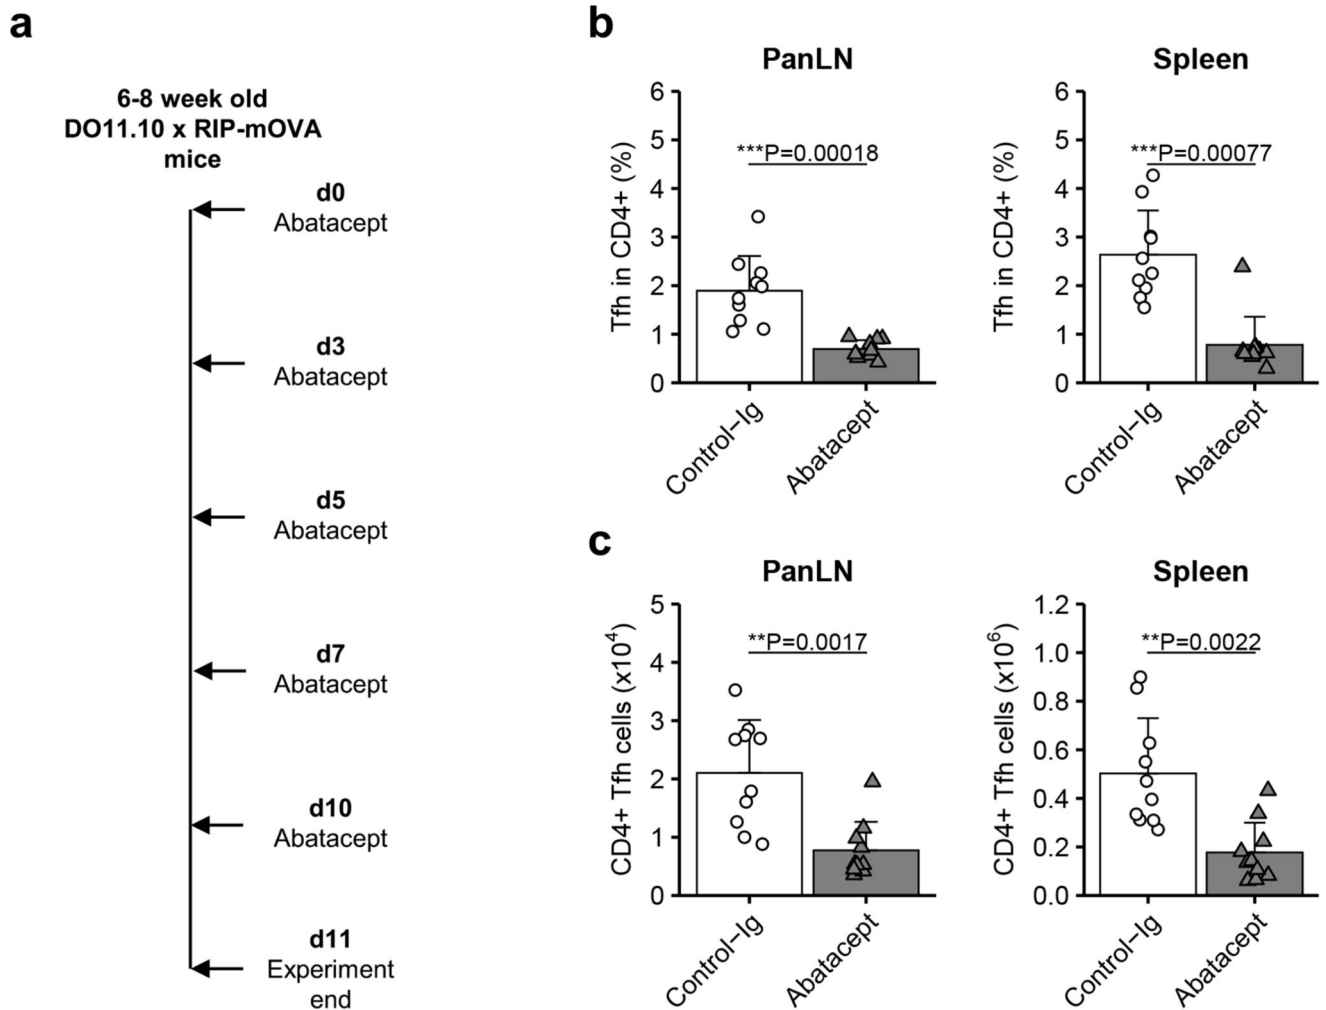 a
6-8 week old
DO11.10 x RIP-mOVA
mice
d0
Abatacept
d3
Abatacept
d5
Abatacept
d7
Abatacept
d10
Abatacept
d11
Experiment
end
b
PanLN
Tfh in CD4+ (%)
6
5
4
3
2
1
0
***P=0.00018
Control−Ig
Abatacept
Spleen
Tfh in CD4+ (%)
6
5
4
3
2
1
0
***P=0.00077
Control−Ig
Abatacept
c
PanLN
CD4+ Tfh cells (x10⁴)
5
4
3
2
1
0
**P=0.0017
Control−Ig
Abatacept
Spleen
CD4+ Tfh cells (x10⁶)
1.2
1.0
0.8
0.6
0.4
0.2
0.0
**P=0.0022
Control−Ig
Abatacept